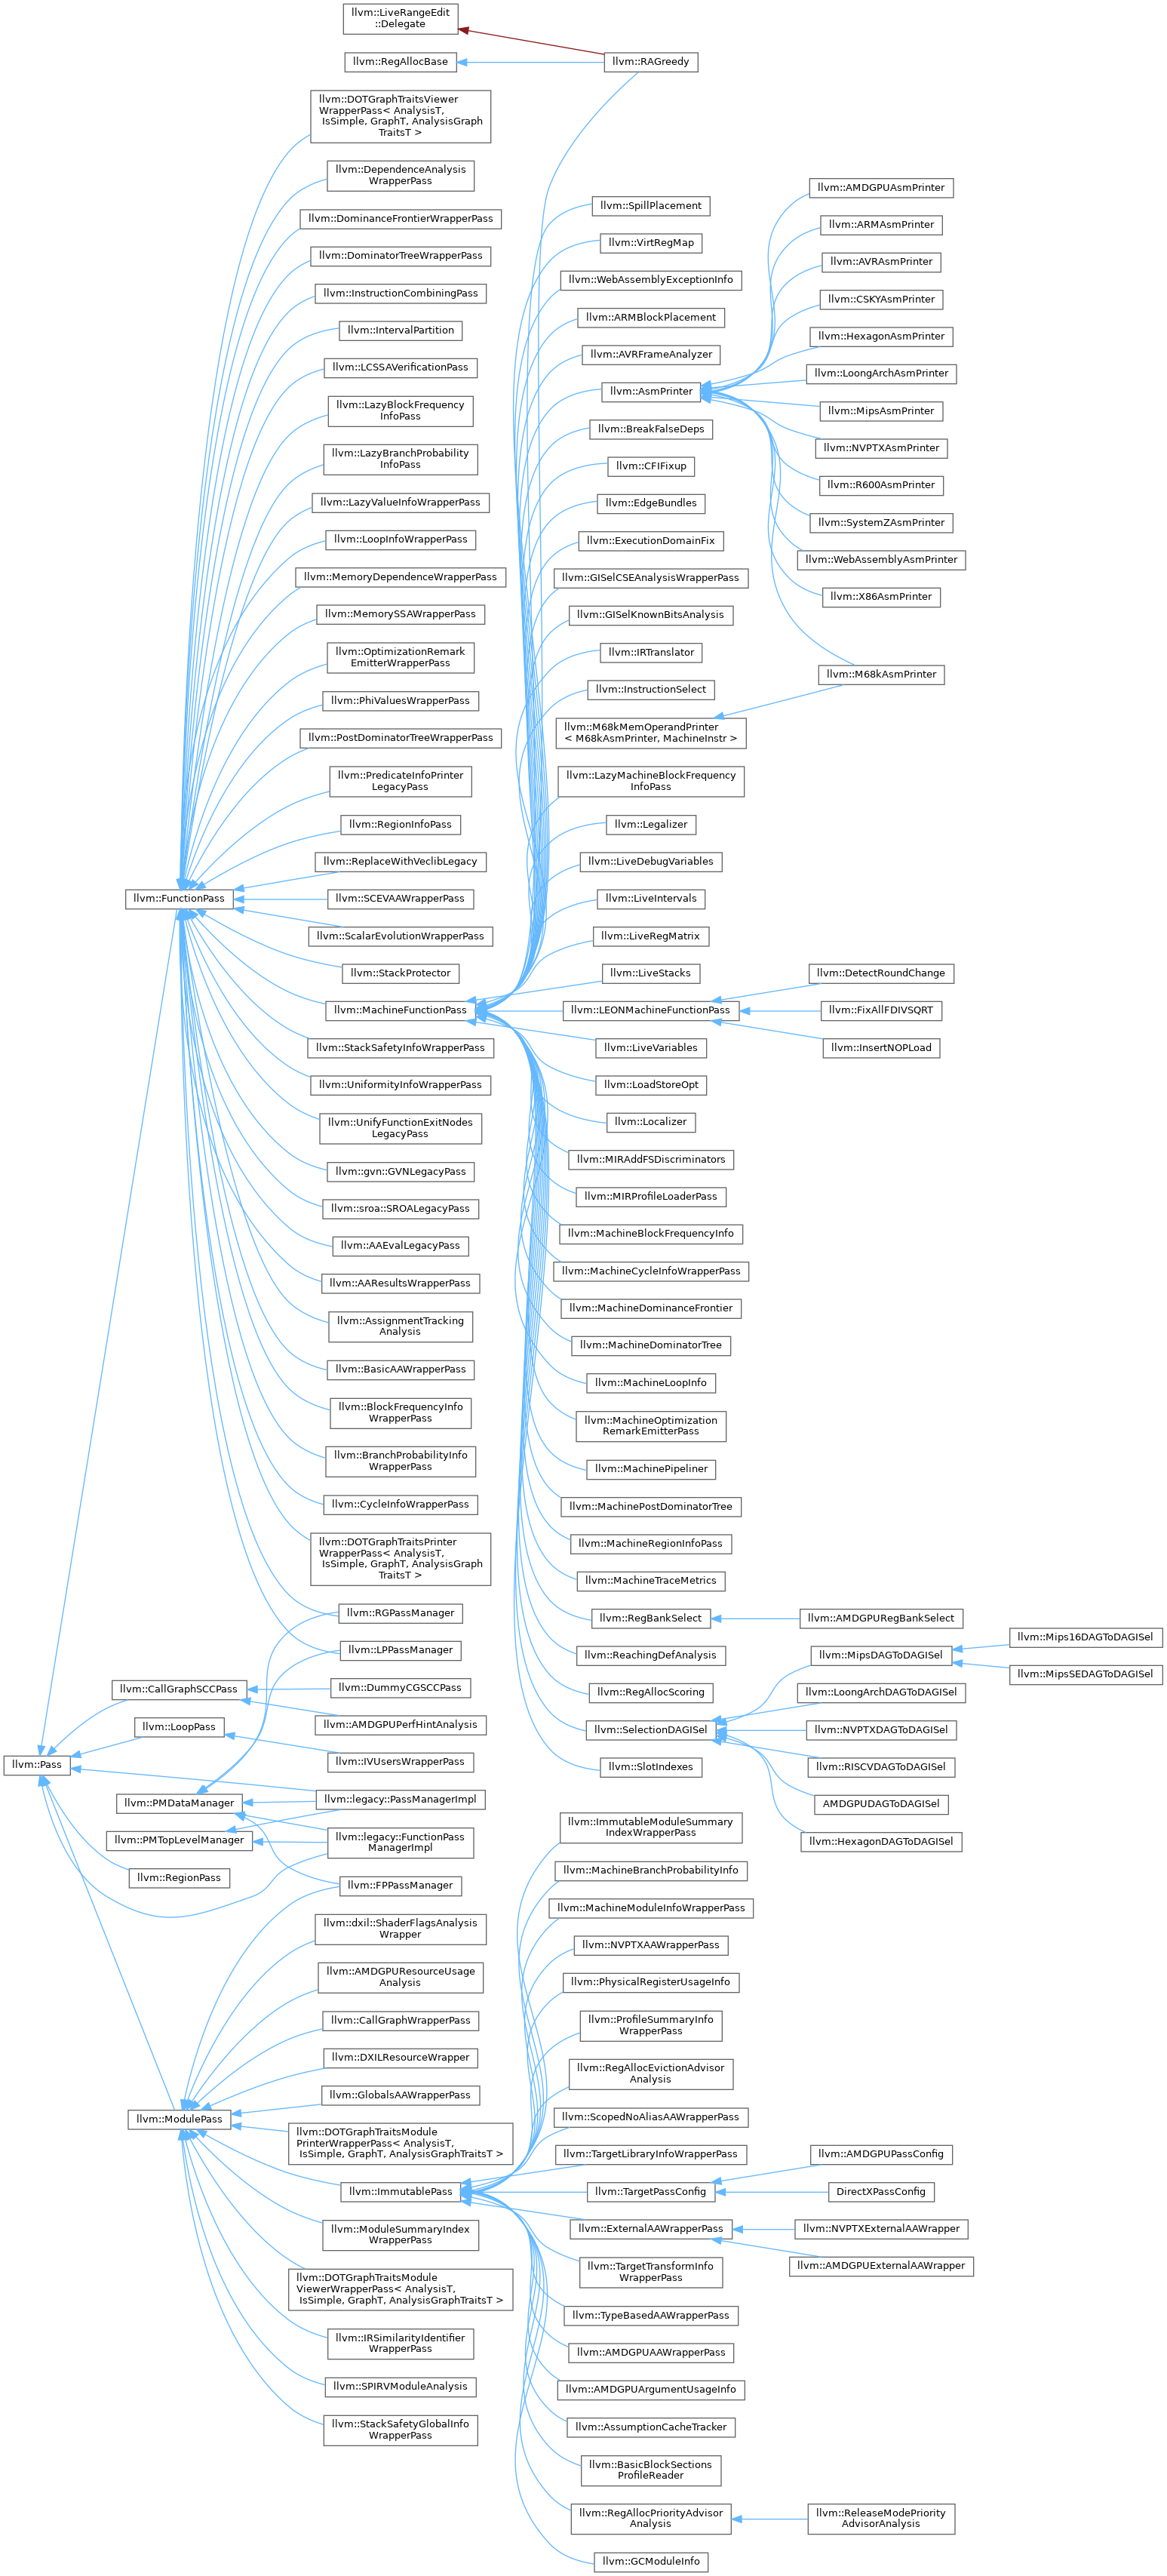 llvm::LiveRangeEdit
::Delegate
llvm::RegAllocBase
llvm::RAGreedy
llvm::DOTGraphTraitsViewer
WrapperPass< AnalysisT,
IsSimple, GraphT, AnalysisGraph
TraitsT >
llvm::DependenceAnalysis
WrapperPass
llvm::DominanceFrontierWrapperPass
llvm::DominatorTreeWrapperPass
llvm::InstructionCombiningPass
llvm::IntervalPartition
llvm::LCSSAVerificationPass
llvm::LazyBlockFrequency
InfoPass
llvm::LazyBranchProbability
InfoPass
llvm::LazyValueInfoWrapperPass
llvm::LoopInfoWrapperPass
llvm::MemoryDependenceWrapperPass
llvm::MemorySSAWrapperPass
llvm::OptimizationRemark
EmitterWrapperPass
llvm::PhiValuesWrapperPass
llvm::PostDominatorTreeWrapperPass
llvm::PredicateInfoPrinter
LegacyPass
llvm::RegionInfoPass
llvm::ReplaceWithVeclibLegacy
llvm::FunctionPass
llvm::SCEVAAWrapperPass
llvm::ScalarEvolutionWrapperPass
llvm::StackProtector
llvm::MachineFunctionPass
llvm::StackSafetyInfoWrapperPass
llvm::UniformityInfoWrapperPass
llvm::UnifyFunctionExitNodes
LegacyPass
llvm::gvn::GVNLegacyPass
llvm::sroa::SROALegacyPass
llvm::AAEvalLegacyPass
llvm::AAResultsWrapperPass
llvm::AssignmentTracking
Analysis
llvm::BasicAAWrapperPass
llvm::BlockFrequencyInfo
WrapperPass
llvm::BranchProbabilityInfo
WrapperPass
llvm::CycleInfoWrapperPass
llvm::DOTGraphTraitsPrinter
WrapperPass< AnalysisT,
IsSimple, GraphT, AnalysisGraph
TraitsT >
llvm::RGPassManager
llvm::LPPassManager
llvm::SpillPlacement
llvm::VirtRegMap
llvm::WebAssemblyExceptionInfo
llvm::ARMBlockPlacement
llvm::AVRFrameAnalyzer
llvm::AsmPrinter
llvm::BreakFalseDeps
llvm::CFIFixup
llvm::EdgeBundles
llvm::ExecutionDomainFix
llvm::GISelCSEAnalysisWrapperPass
llvm::GISelKnownBitsAnalysis
llvm::IRTranslator
llvm::InstructionSelect
llvm::M68kMemOperandPrinter
< M68kAsmPrinter, MachineInstr >
llvm::LazyMachineBlockFrequency
InfoPass
llvm::Legalizer
llvm::LiveDebugVariables
llvm::LiveIntervals
llvm::LiveRegMatrix
llvm::LiveStacks
llvm::LEONMachineFunctionPass
llvm::LiveVariables
llvm::LoadStoreOpt
llvm::Localizer
llvm::MIRAddFSDiscriminators
llvm::MIRProfileLoaderPass
llvm::MachineBlockFrequencyInfo
llvm::MachineCycleInfoWrapperPass
llvm::MachineDominanceFrontier
llvm::MachineDominatorTree
llvm::MachineLoopInfo
llvm::MachineOptimization
RemarkEmitterPass
llvm::MachinePipeliner
llvm::MachinePostDominatorTree
llvm::MachineRegionInfoPass
llvm::MachineTraceMetrics
llvm::RegBankSelect
llvm::ReachingDefAnalysis
llvm::RegAllocScoring
llvm::SelectionDAGISel
llvm::SlotIndexes
llvm::AMDGPUAsmPrinter
llvm::ARMAsmPrinter
llvm::AVRAsmPrinter
llvm::CSKYAsmPrinter
llvm::HexagonAsmPrinter
llvm::LoongArchAsmPrinter
llvm::MipsAsmPrinter
llvm::NVPTXAsmPrinter
llvm::R600AsmPrinter
llvm::SystemZAsmPrinter
llvm::WebAssemblyAsmPrinter
llvm::X86AsmPrinter
llvm::M68kAsmPrinter
llvm::DetectRoundChange
llvm::FixAllFDIVSQRT
llvm::InsertNOPLoad
llvm::AMDGPURegBankSelect
llvm::MipsDAGToDAGISel
llvm::LoongArchDAGToDAGISel
llvm::NVPTXDAGToDAGISel
llvm::RISCVDAGToDAGISel
AMDGPUDAGToDAGISel
llvm::HexagonDAGToDAGISel
llvm::Mips16DAGToDAGISel
llvm::MipsSEDAGToDAGISel
llvm::Pass
llvm::CallGraphSCCPass
llvm::LoopPass
llvm::PMDataManager
llvm::PMTopLevelManager
llvm::RegionPass
llvm::ModulePass
llvm::DummyCGSCCPass
llvm::AMDGPUPerfHintAnalysis
llvm::IVUsersWrapperPass
llvm::legacy::PassManagerImpl
llvm::legacy::FunctionPass
ManagerImpl
llvm::FPPassManager
llvm::dxil::ShaderFlagsAnalysis
Wrapper
llvm::AMDGPUResourceUsage
Analysis
llvm::CallGraphWrapperPass
llvm::DXILResourceWrapper
llvm::GlobalsAAWrapperPass
llvm::DOTGraphTraitsModule
PrinterWrapperPass< AnalysisT,
IsSimple, GraphT, AnalysisGraphTraitsT >
llvm::ImmutablePass
llvm::ModuleSummaryIndex
WrapperPass
llvm::DOTGraphTraitsModule
ViewerWrapperPass< AnalysisT,
IsSimple, GraphT, AnalysisGraphTraitsT >
llvm::IRSimilarityIdentifier
WrapperPass
llvm::SPIRVModuleAnalysis
llvm::StackSafetyGlobalInfo
WrapperPass
llvm::ImmutableModuleSummary
IndexWrapperPass
llvm::MachineBranchProbabilityInfo
llvm::MachineModuleInfoWrapperPass
llvm::NVPTXAAWrapperPass
llvm::PhysicalRegisterUsageInfo
llvm::ProfileSummaryInfo
WrapperPass
llvm::RegAllocEvictionAdvisor
Analysis
llvm::ScopedNoAliasAAWrapperPass
llvm::TargetLibraryInfoWrapperPass
llvm::TargetPassConfig
llvm::ExternalAAWrapperPass
llvm::TargetTransformInfo
WrapperPass
llvm::TypeBasedAAWrapperPass
llvm::AMDGPUAAWrapperPass
llvm::AMDGPUArgumentUsageInfo
llvm::AssumptionCacheTracker
llvm::BasicBlockSections
ProfileReader
llvm::RegAllocPriorityAdvisor
Analysis
llvm::GCModuleInfo
llvm::AMDGPUPassConfig
DirectXPassConfig
llvm::NVPTXExternalAAWrapper
llvm::AMDGPUExternalAAWrapper
llvm::ReleaseModePriority
AdvisorAnalysis